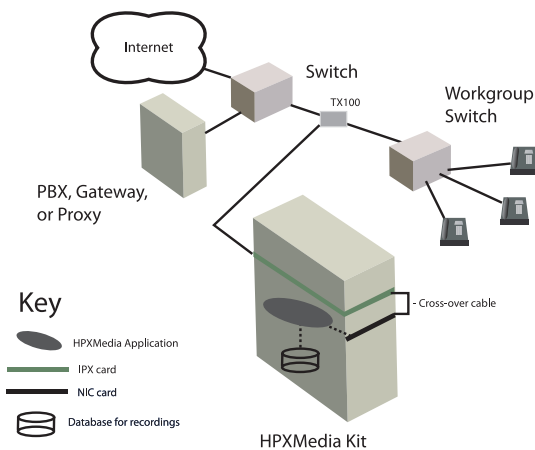 Internet
Switch
TX100
Workgroup
Switch
PBX, Gateway,
or Proxy
Key
HPXMedia Application
IPX card
NIC card
Database for recordings
- Cross-over cable
HPXMedia Kit